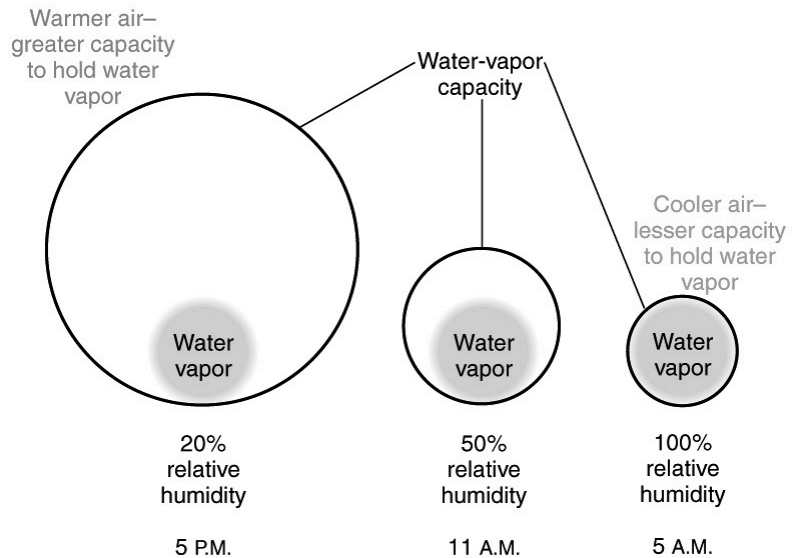 Warmer air–
greater capacity
to hold water
vapor
Water-vapor
capacity
Cooler air–
lesser capacity
to hold water
vapor
Water
vapor
Water
vapor
Water
vapor
20%
relative
humidity
5 P.M.
50%
relative
humidity
11 A.M.
100%
relative
humidity
5 A.M.